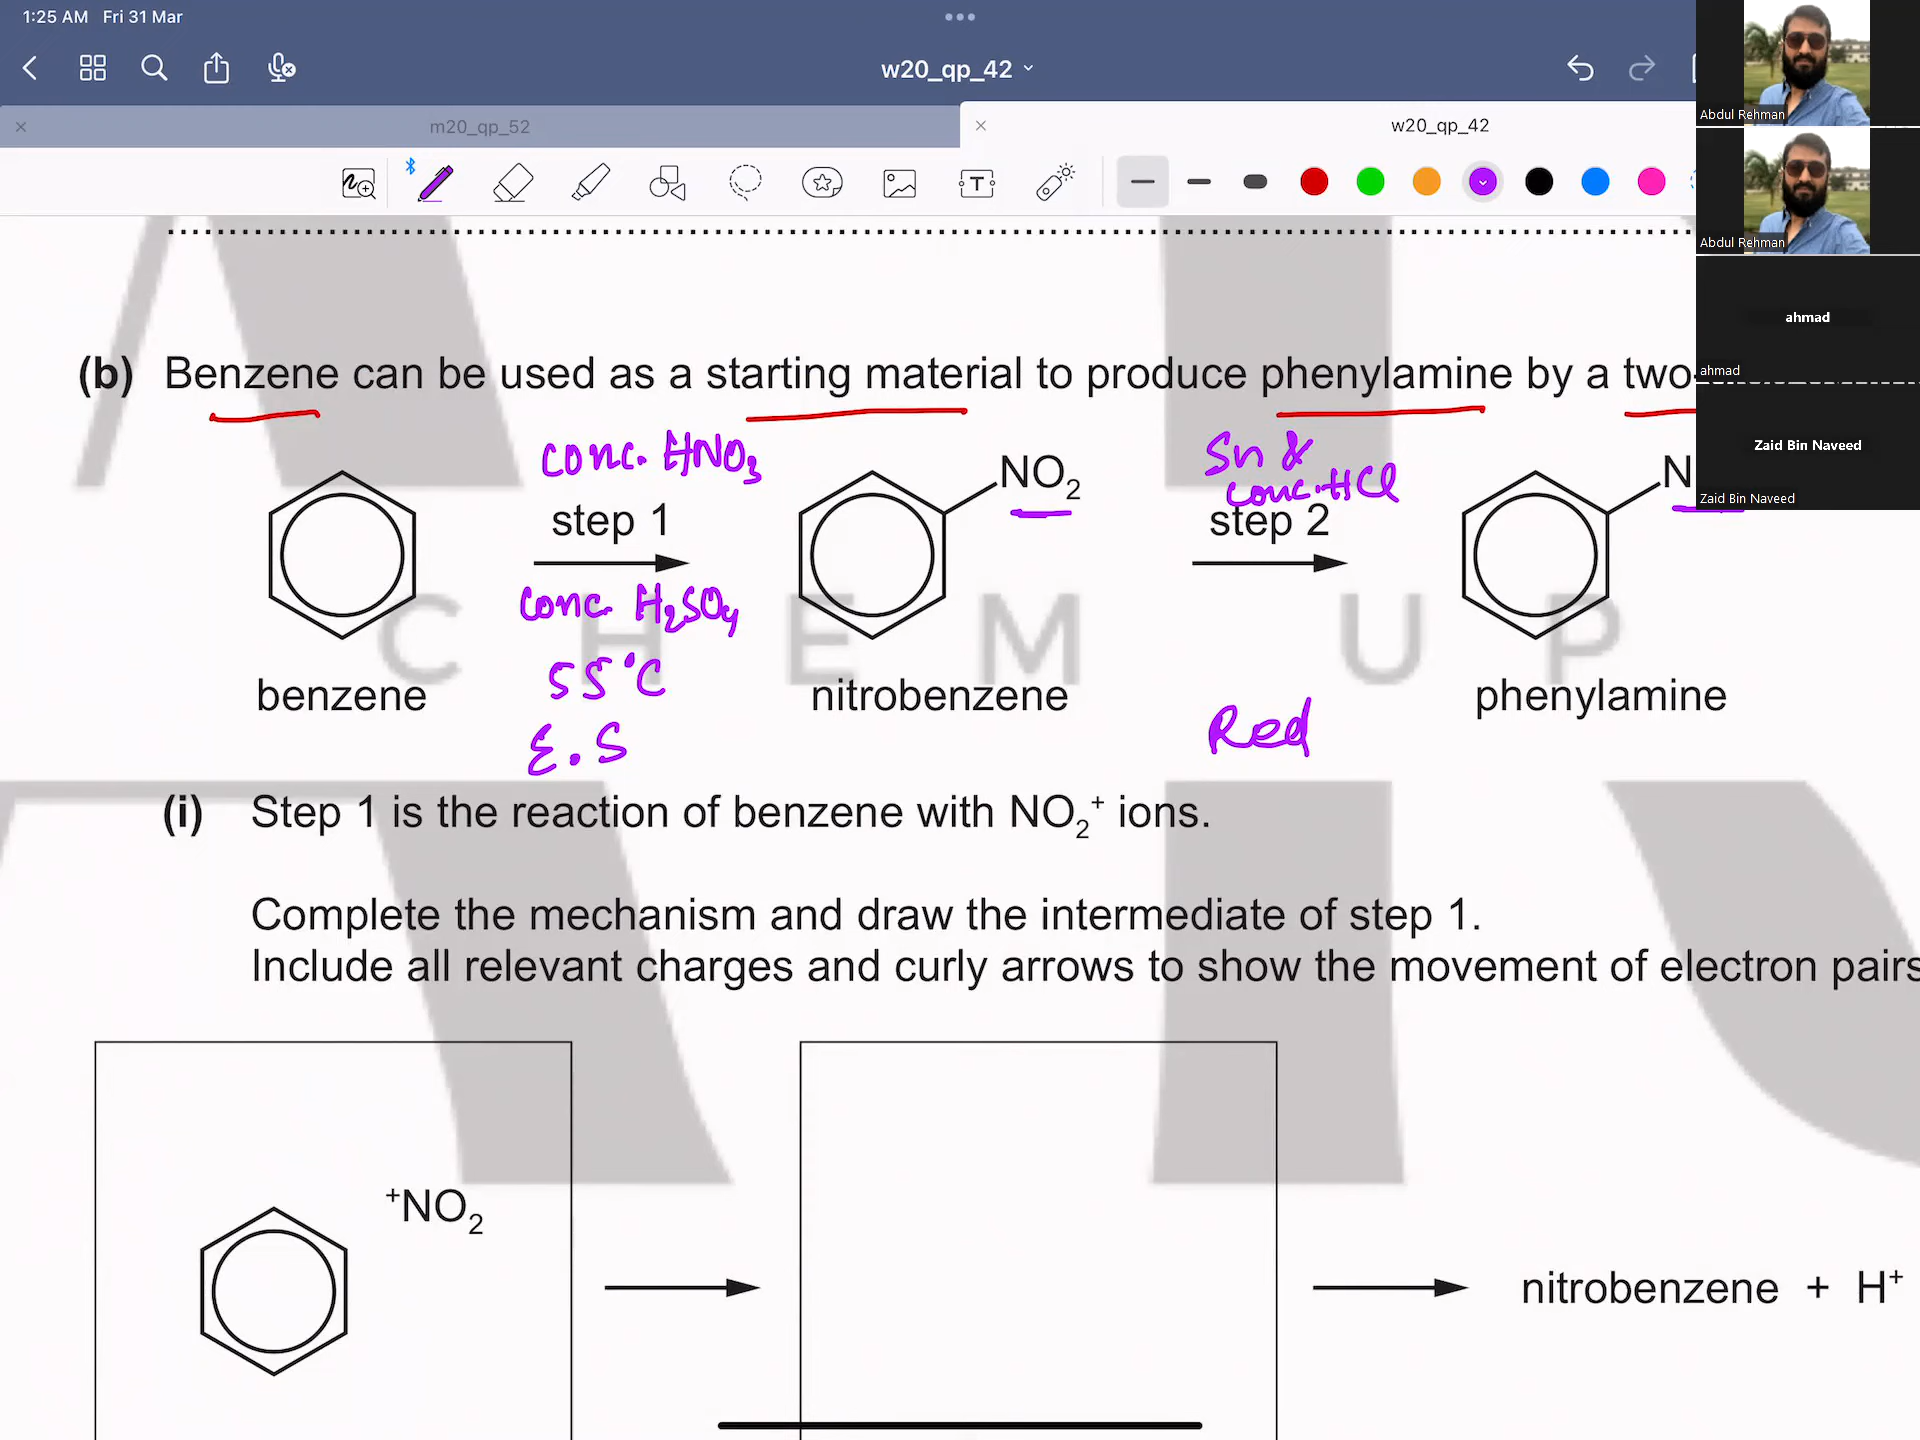 1:25 AM Fri 31 Mar
w20_qp_42
m20_qp_52
w20_qp_42
T
Abdul Rehman
Abdul Rehman
ahmad
ahmad
Zaid Bin Naveed
Zaid Bin Naveed
(b) Benzene can be used as a starting material to produce phenylamine by a two
conc. HNO₃
Sn &
conc. HCl
NO₂
N
step 1
step 2
conc. H₂SO₄
CHEM UP
55°C
benzene
nitrobenzene
phenylamine
E.S
Red
(i) Step 1 is the reaction of benzene with NO₂⁺ ions.
Complete the mechanism and draw the intermediate of step 1.
Include all relevant charges and curly arrows to show the movement of electron pairs
⁺NO₂
nitrobenzene + H⁺